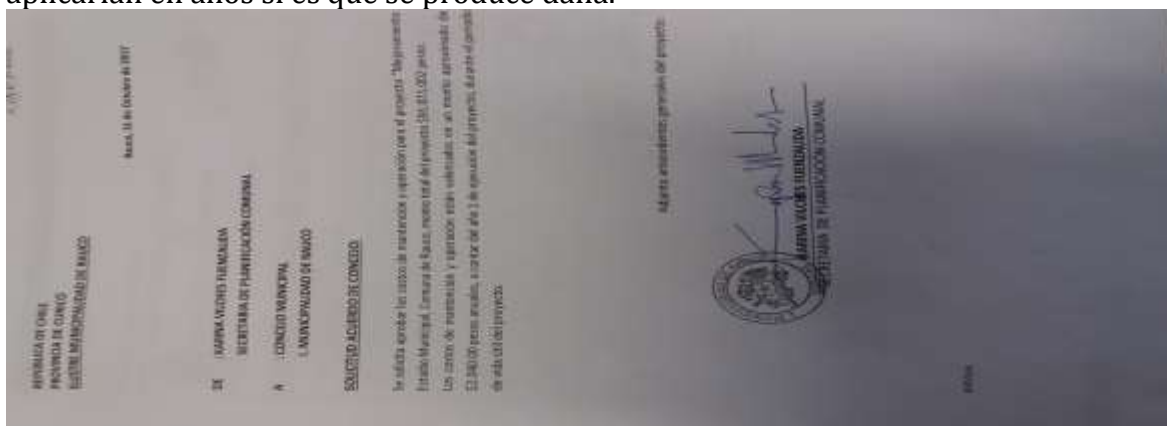 aplicarían en años si es que se produce daña.
REPUBLICA DE CHILE
PROVINCIA DE CURICO
ILUSTRE MUNICIPALIDAD DE RAUCO
Rauco, de Octubre de 2017
DE : KARINA VILCHES FUENZALIDA
SECRETARIA DE PLANIFICACIÓN COMUNAL
A : CONCEJO MUNICIPAL
I. MUNICIPALIDAD DE RAUCO
SOLICITUD ACUERDO DE CONCEJO:
Se solicita aprobar los costos de mantención y operación para el proyecto "Mejoramiento
Estadio Municipal, Comuna de Rauco, monto total del proyecto pesos.
Los costos de mantención y operación están valorizados en un monto aproximado de
pesos anuales, a contar del año 1 de ejecución del proyecto, durante el periodo
de vida útil del proyecto.
Adjunta antecedentes generales del proyecto.
KARINA VILCHES FUENZALIDA
SECRETARIA DE PLANIFICACIÓN COMUNAL